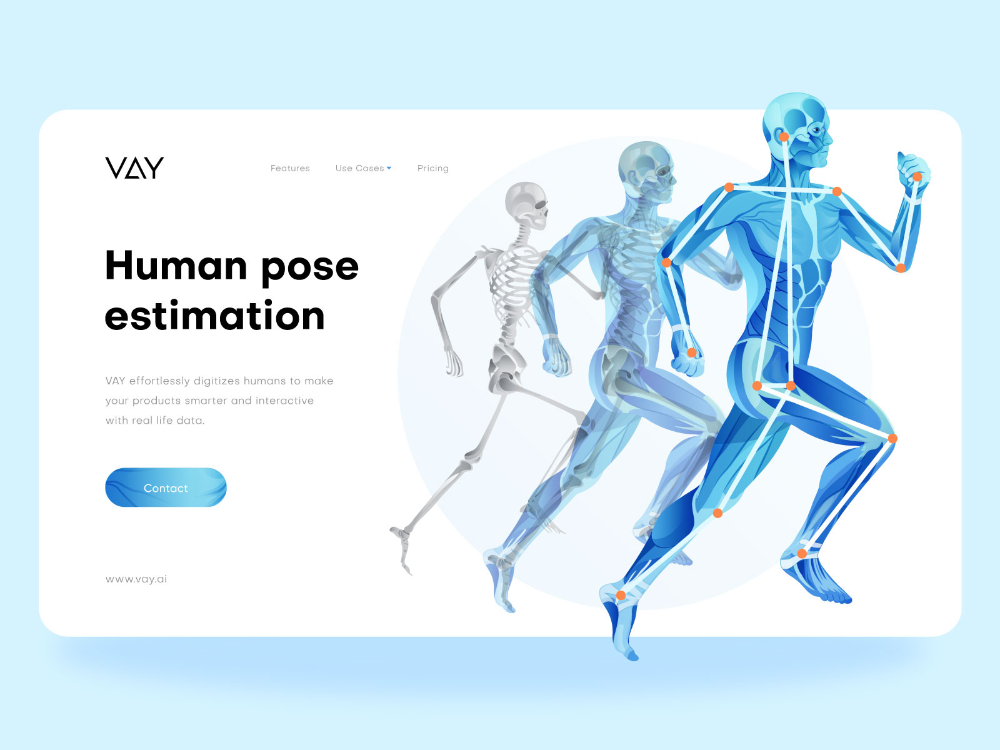 VAY
Features Use Cases Pricing
Human pose
estimation
VAY effortlessly digitizes humans to make
your products smarter and interactive
with real life data.
Contact
www.vay.ai